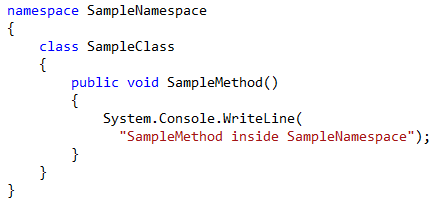 namespace SampleNamespace
{
    class SampleClass
    {
        public void SampleMethod()
        {
            System.Console.WriteLine(
              "SampleMethod inside SampleNamespace");
        }
    }
}